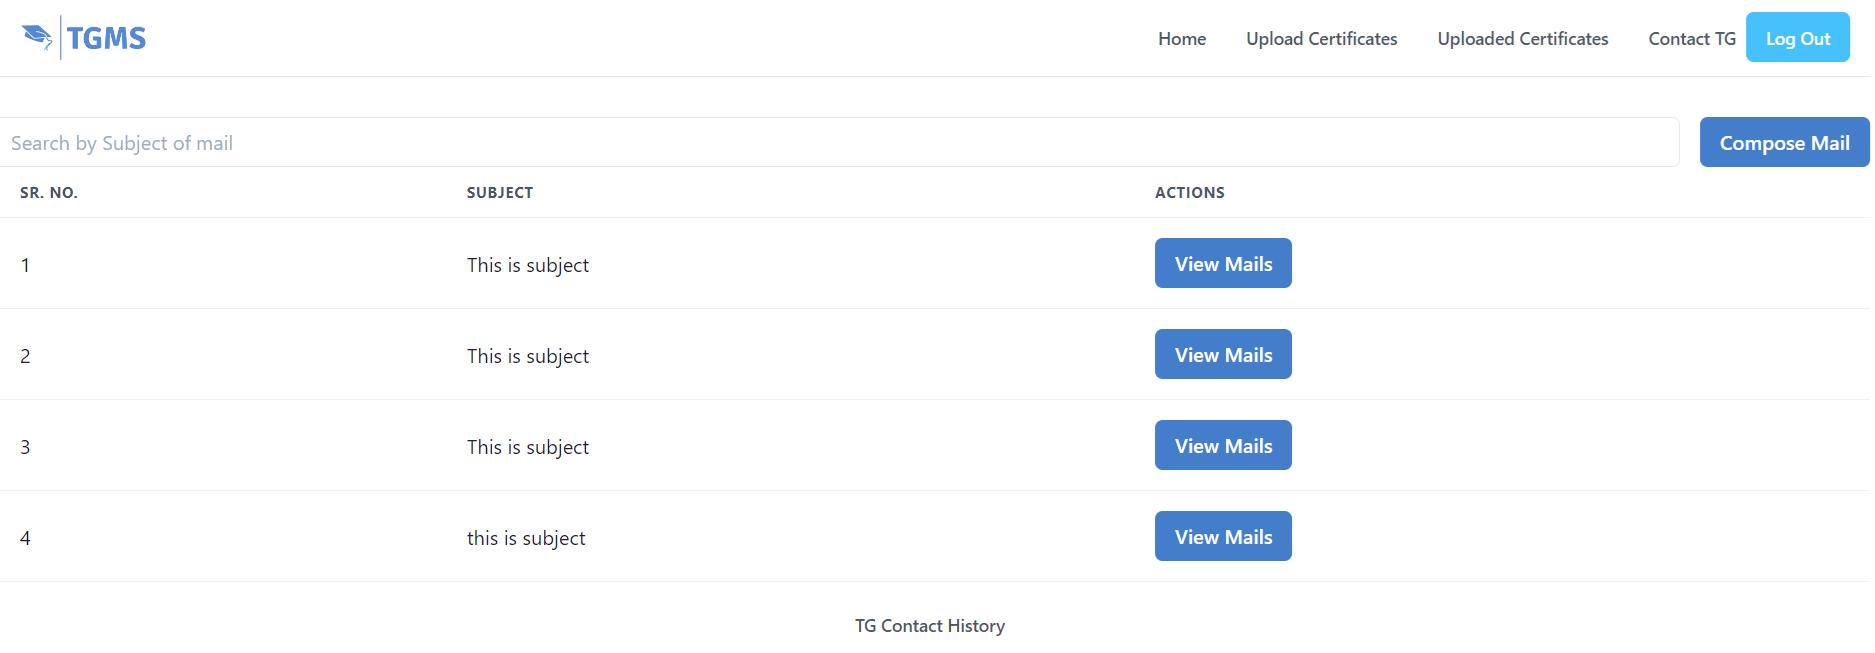 TGMS Home Upload Certificates Uploaded Certificates Contact TG Log Out
Search by Subject of mail Compose Mail
SR. NO. SUBJECT ACTIONS
1 This is subject View Mails
2 This is subject View Mails
3 This is subject View Mails
4 this is subject View Mails
TG Contact History